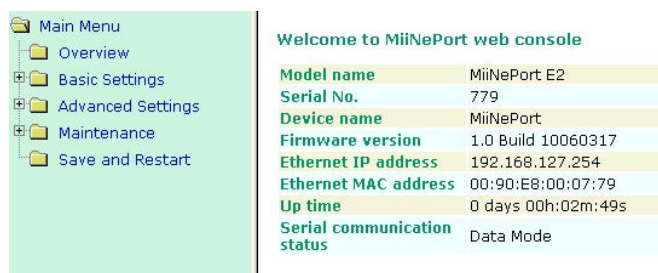 Main Menu
Overview
Basic Settings
Advanced Settings
Maintenance
Save and Restart
Welcome to MiiNePort web console
Model name MiiNePort E2
Serial No. 779
Device name MiiNePort
Firmware version 1.0 Build 10060317
Ethernet IP address 192.168.127.254
Ethernet MAC address 00:90:E8:00:07:79
Up time 0 days 00h:02m:49s
Serial communication
status Data Mode